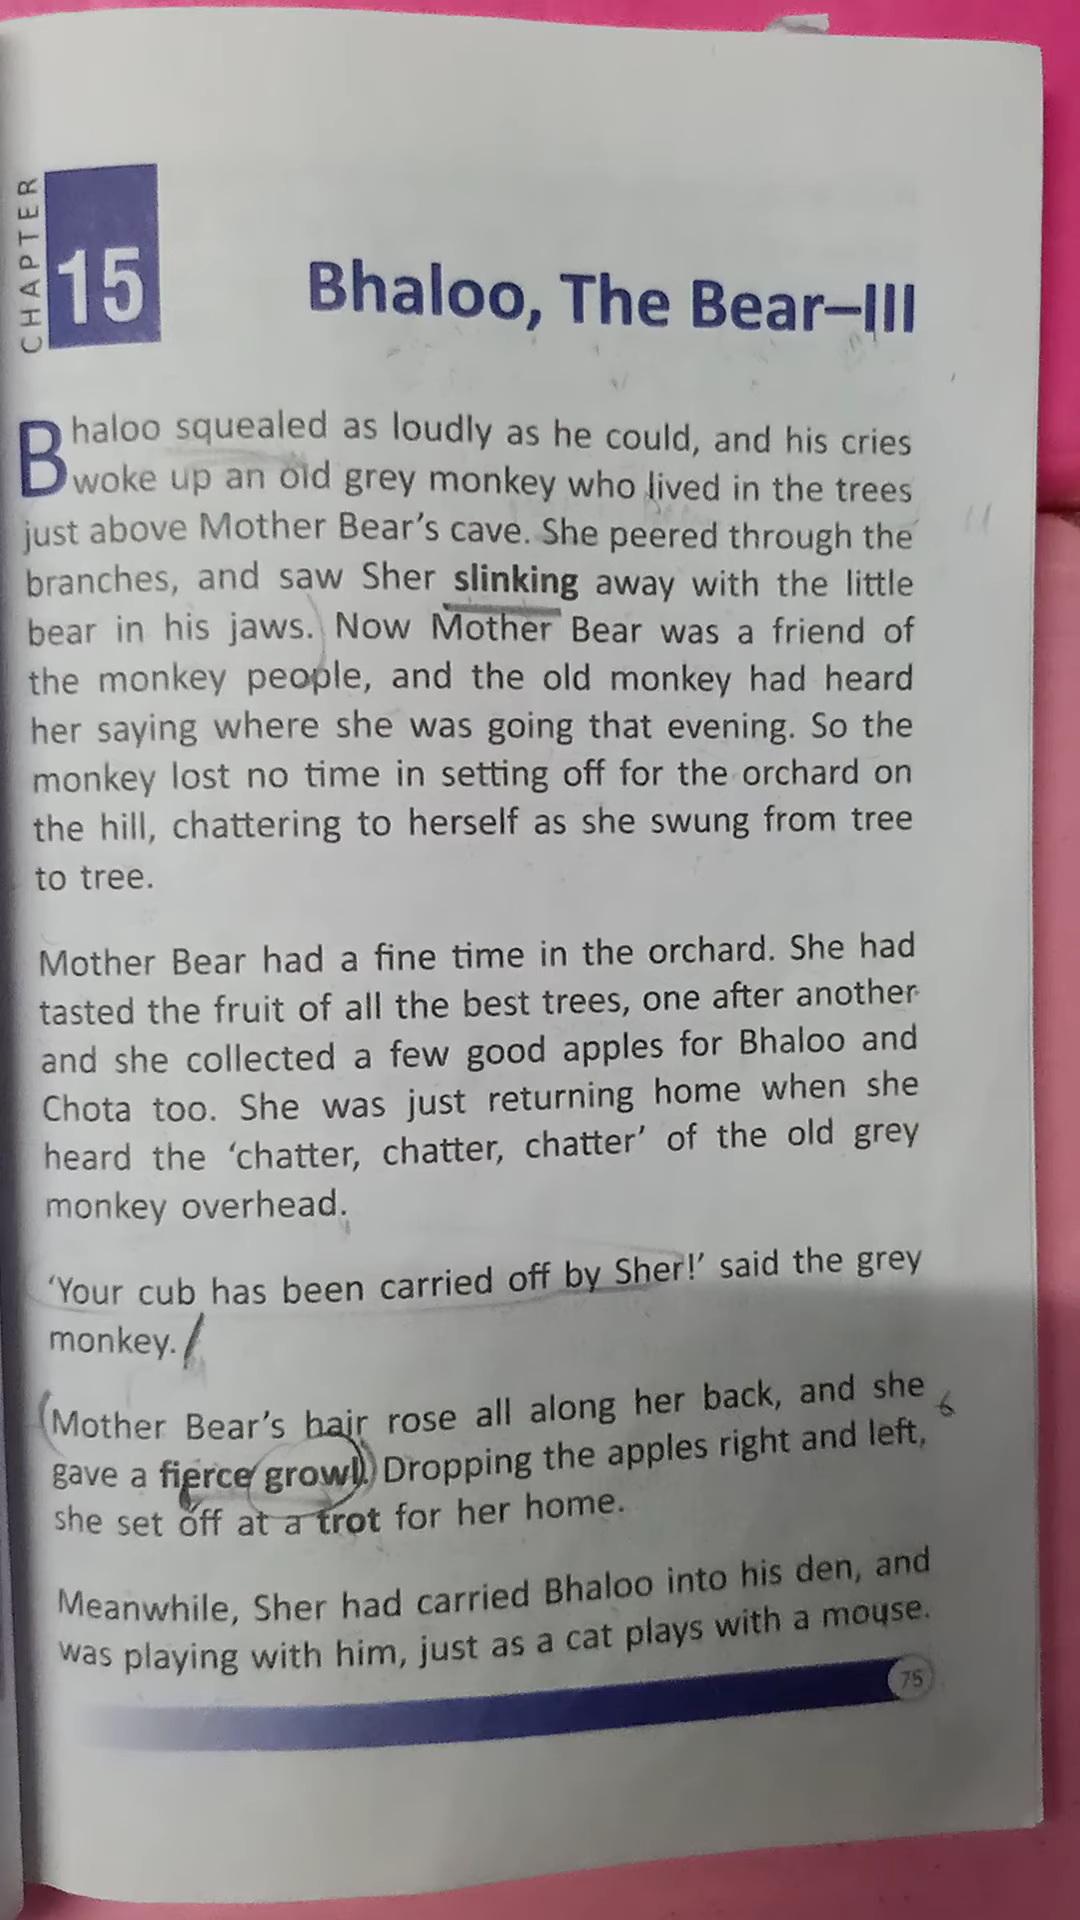 CHAPTER
15
Bhaloo, The Bear–III
Bhaloo squealed as loudly as he could, and his cries
woke up an old grey monkey who lived in the trees
just above Mother Bear's cave. She peered through the
branches, and saw Sher slinking away with the little
bear in his jaws. Now Mother Bear was a friend of
the monkey people, and the old monkey had heard
her saying where she was going that evening. So the
monkey lost no time in setting off for the orchard on
the hill, chattering to herself as she swung from tree
to tree.
Mother Bear had a fine time in the orchard. She had
tasted the fruit of all the best trees, one after another
and she collected a few good apples for Bhaloo and
Chota too. She was just returning home when she
heard the ‘chatter, chatter, chatter’ of the old grey
monkey overhead.
‘Your cub has been carried off by Sher!’ said the grey
monkey.
Mother Bear's hair rose all along her back, and she
6
gave a fierce growl. Dropping the apples right and left,
she set off at a trot for her home.
Meanwhile, Sher had carried Bhaloo into his den, and
was playing with him, just as a cat plays with a mouse.
75